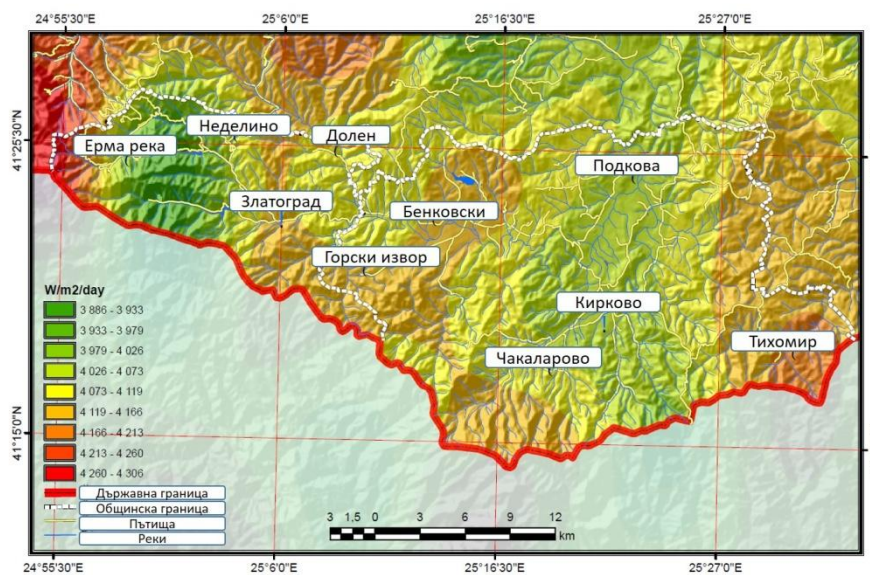 24°55'30"E 25°6'0"E 25°16'30"E 25°27'0"E
41°25'30"N
41°15'0"N
Неделино
Долен
Ерма река
Подкова
Златоград
Бенковски
Горски извор
Кирково
Чакаларово
Тихомир
W/m2/day
3 886 - 3 933
3 933 - 3 979
3 979 - 4 026
4 026 - 4 073
4 073 - 4 119
4 119 - 4 166
4 166 - 4 213
4 213 - 4 260
4 260 - 4 306
Държавна граница
Общинска граница
Пътища
Реки
3 1,5 0 3 6 9 12
km
24°55'30"E 25°6'0"E 25°16'30"E 25°27'0"E